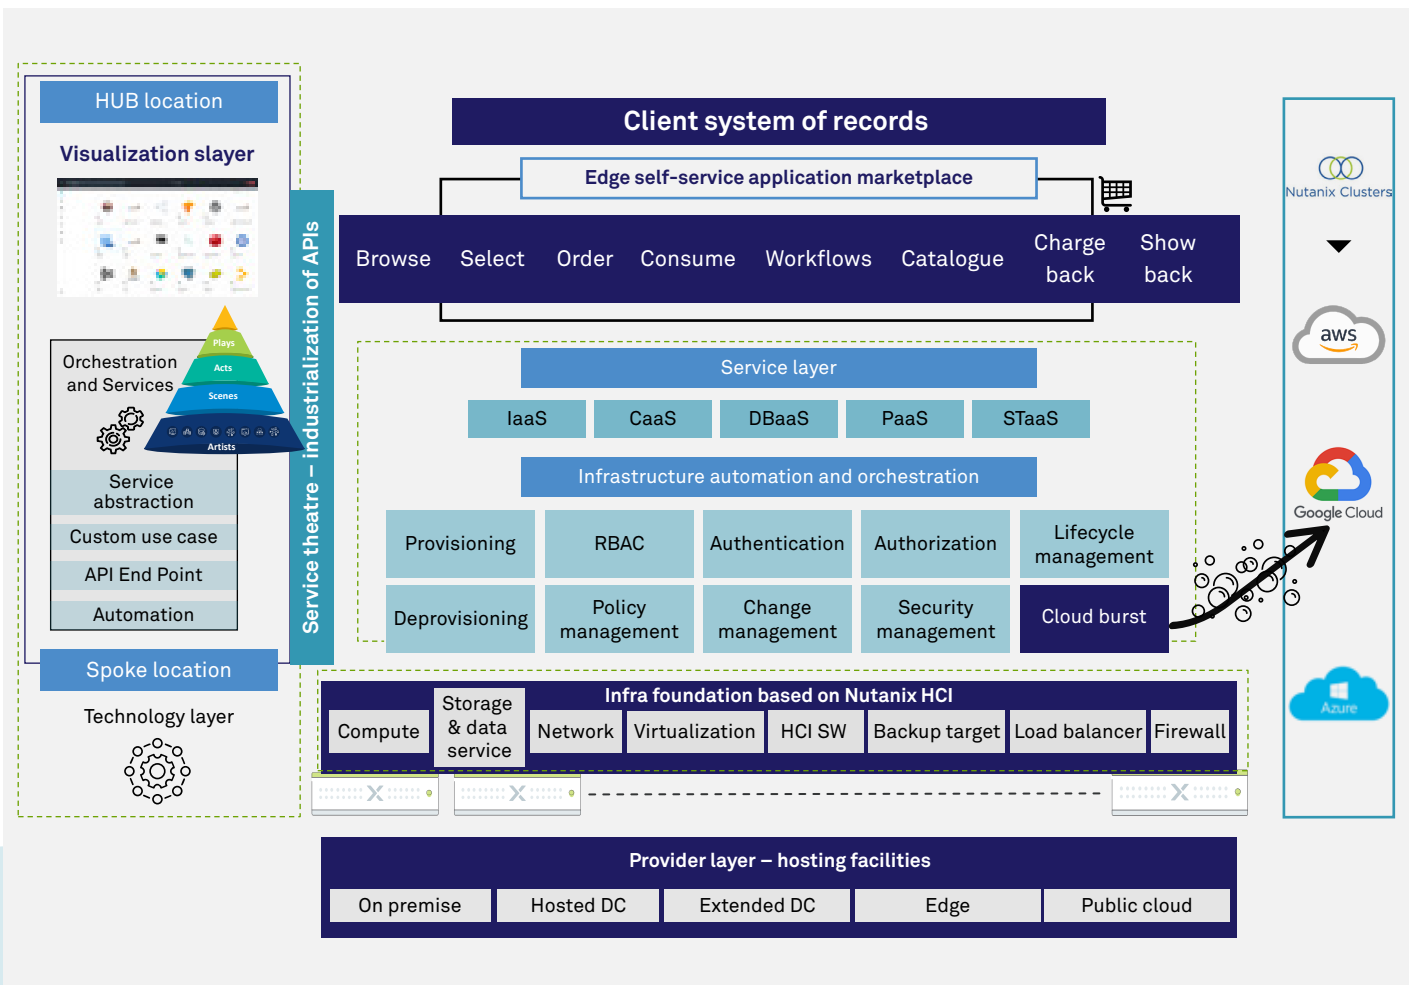 HUB location
Visualization slayer
Orchestration
and Services
Plays
Acts
Scenes
Artists
Service
abstraction
Custom use case
API End Point
Automation
Spoke location
Technology layer
Service theatre – industrialization of APIs
Client system of records
Edge self-service application marketplace
Browse
Select
Order
Consume
Workflows
Catalogue
Charge
back
Show
back
Service layer
IaaS
CaaS
DBaaS
PaaS
STaaS
Infrastructure automation and orchestration
Provisioning
RBAC
Authentication
Authorization
Lifecycle
management
Deprovisioning
Policy
management
Change
management
Security
management
Cloud burst
Infra foundation based on Nutanix HCI
Compute
Storage
& data
service
Network
Virtualization
HCI SW
Backup target
Load balancer
Firewall
X
X
X
Provider layer – hosting facilities
On premise
Hosted DC
Extended DC
Edge
Public cloud
Nutanix Clusters
aws
Google Cloud
Azure